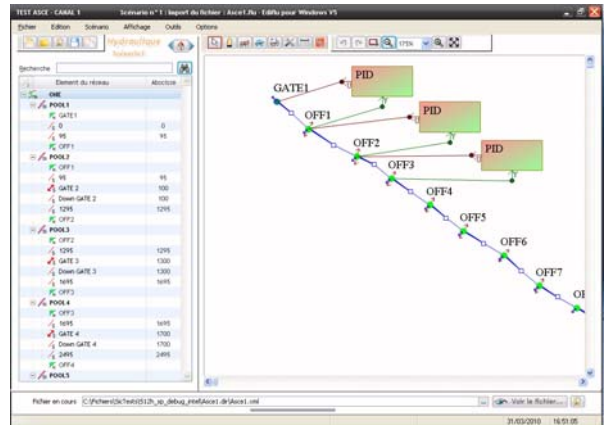 TEST ASCE - CANAL 1 Scénario n° 1 : Import du fichier : Asce1.flu - Ediflu pour Windows V5
Fichier Edition Scénario Affichage Outils Options
Hydraulique
175%
Recherche
Element du réseau Abscisse
ONE
POOL1
GATE1
0 0
95 95
OFF1
POOL2
OFF1
95 95
GATE 2 100
Down GATE 2 100
1295 1295
OFF2
POOL3
OFF2
1295 1295
GATE 3 1300
Down GATE 3 1300
1695 1695
OFF3
POOL4
OFF3
1695 1695
GATE 4 1700
Down GATE 4 1700
2495 2495
OFF4
POOL5
GATE1
PID
OFF1
PID
OFF2
PID
OFF3
OFF4
OFF5
OFF6
OFF7
Fichier en cours
Voir le fichier...
31/03/2010 16:51:05